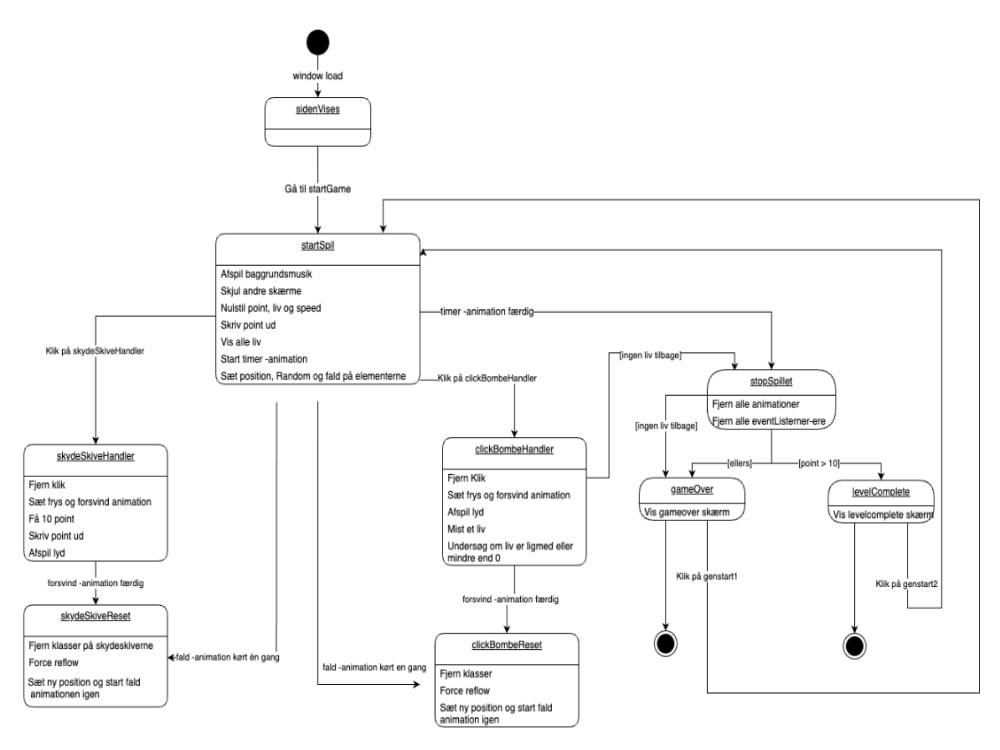 window load
sidenVises
Gå til startGame
startSpil
Afspil baggrundsmusik
Skjul andre skærme
Nulstil point, liv og speed
Skriv point ud
Vis alle liv
Start timer -animation
Sæt position, Random og fald på elementerne
timer -animation færdig
Klik på skydeSkiveHandler
Klik på clickBombeHandler
[ingen liv tilbage]
stopSpillet
Fjern alle animationer
Fjern alle eventListerner-ere
[ingen liv tilbage]
[ellers]
[point > 10]
skydeSkiveHandler
Fjern klik
Sæt frys og forsvind animation
Få 10 point
Skriv point ud
Afspil lyd
clickBombeHandler
Fjern Klik
Sæt frys og forsvind animation
Afspil lyd
Mist et liv
Undersøg om liv er ligmed eller
mindre end 0
gameOver
Vis gameover skærm
levelComplete
Vis levelcomplete skærm
Klik på genstart1
Klik på genstart2
forsvind -animation færdig
forsvind -animation færdig
skydeSkiveReset
Fjern klasser på skydeskiverne
Force reflow
Sæt ny position og start fald
animationen igen
fald -animation kørt èn gang
fald -animation kørt en gang
clickBombeReset
Fjern klasser
Force reflow
Sæt ny position og start fald
animation igen